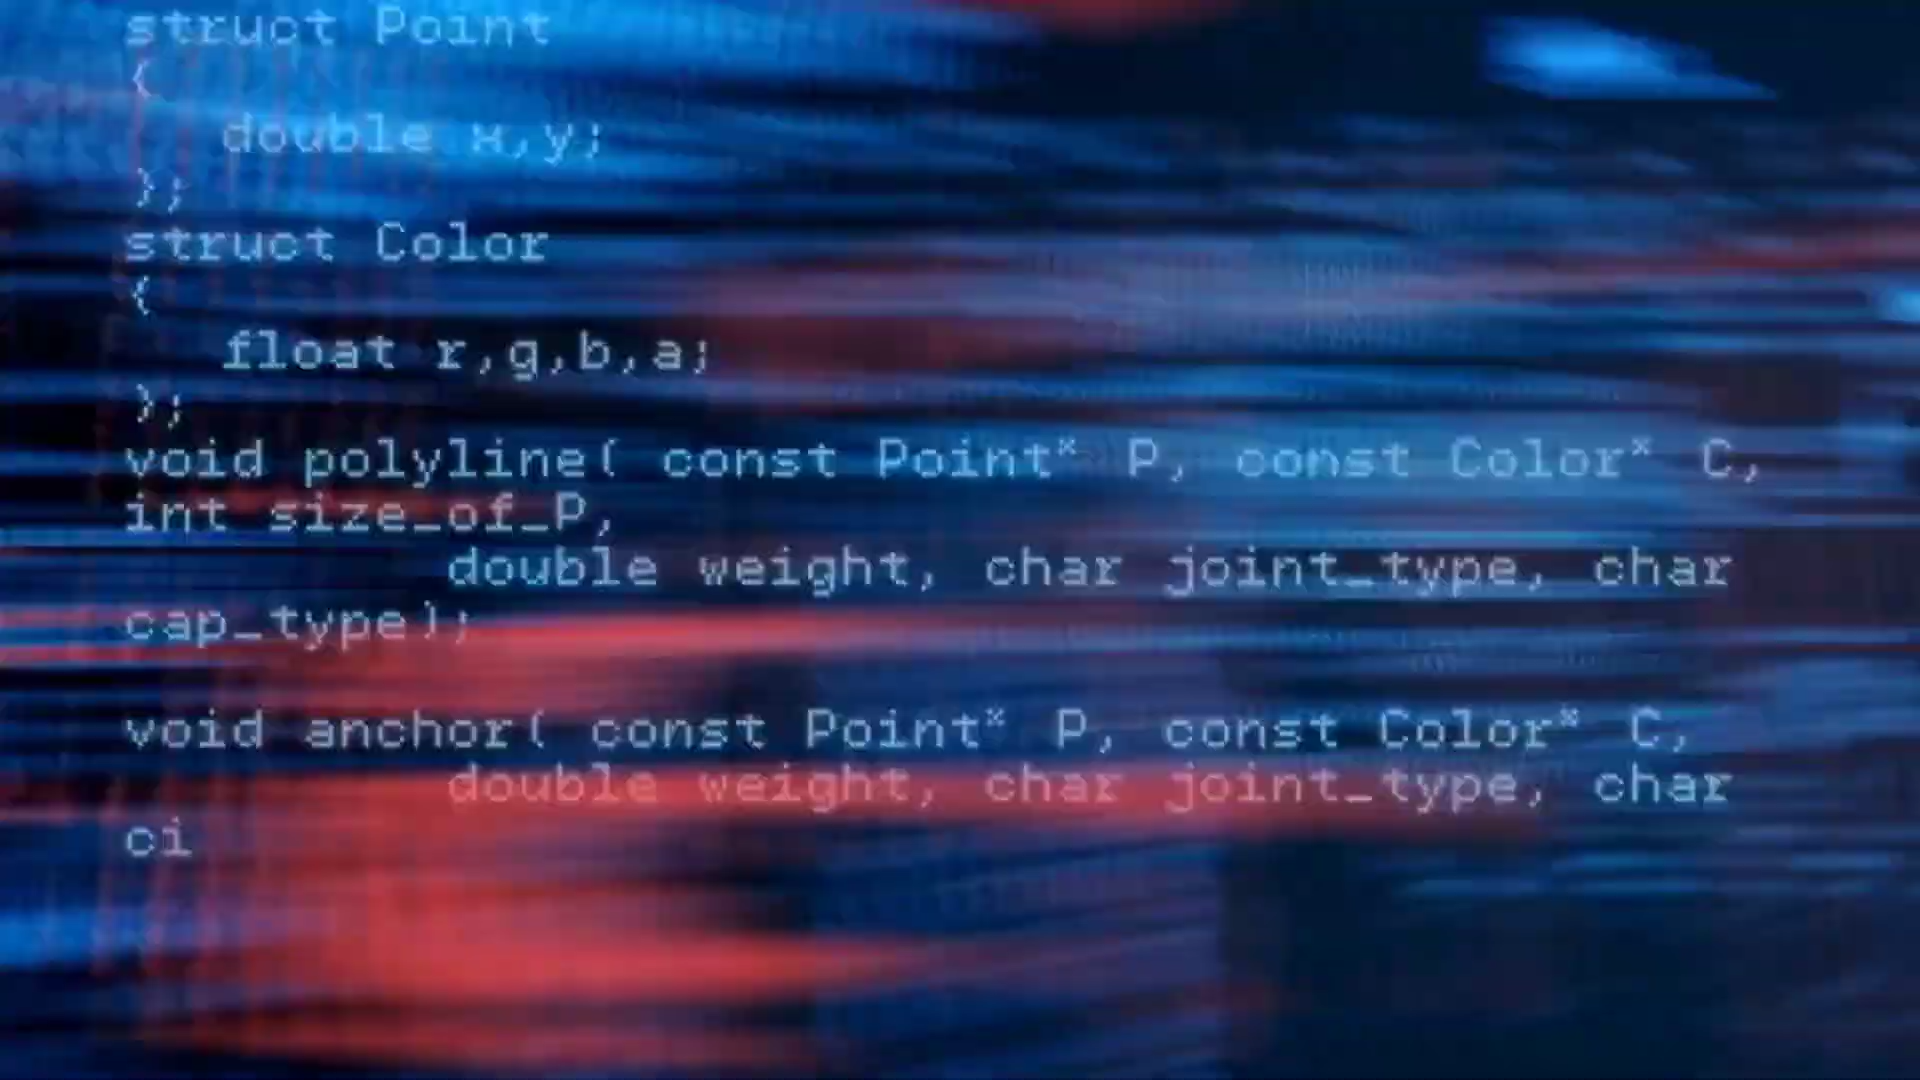 struct Point
{
double x,y;
};
struct Color
{
float r,g,b,a;
};
void polyline( const Point* P, const Color* C,
int size_of_P,
double weight, char joint_type, char
cap_type);
void anchor( const Point* P, const Color* C,
double weight, char joint_type, char
ci